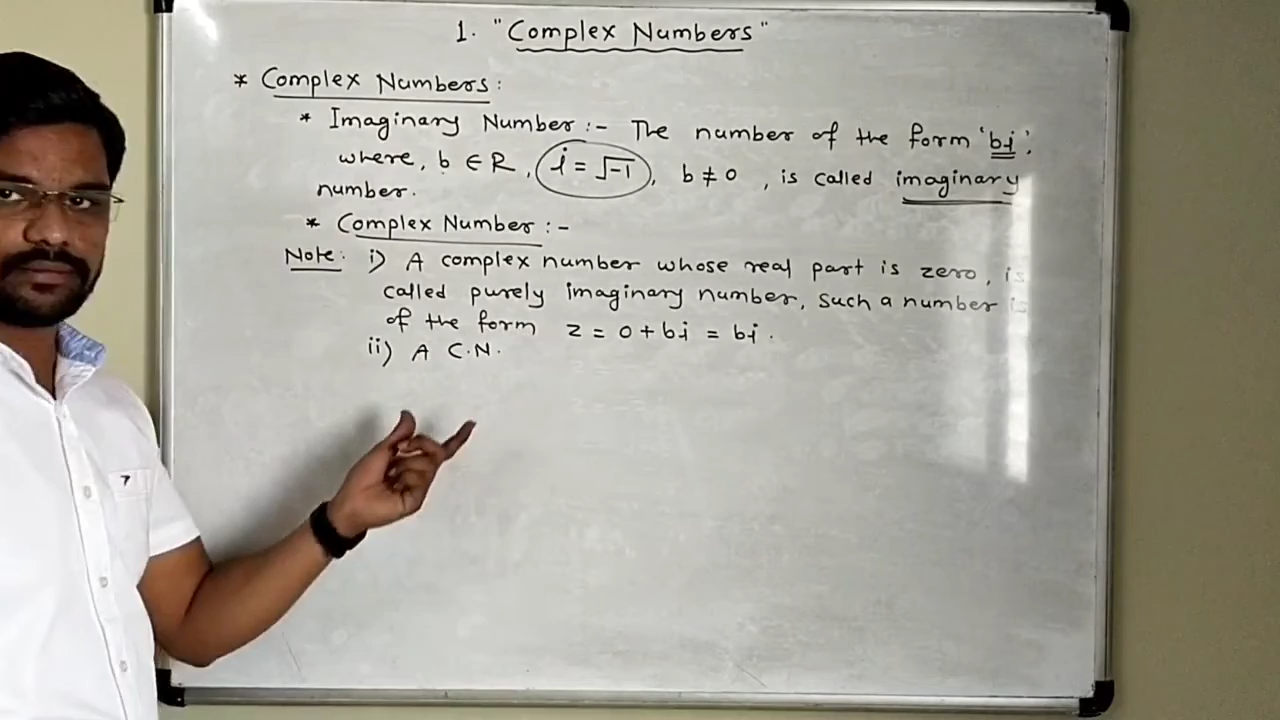 1. "Complex Numbers"
* Complex Numbers:
* Imaginary Number :- The number of the form 'bi',
where, b ∈ R, i = √-1, b ≠ 0, is called imaginary
number.
* Complex Number :-
Note: i) A complex number whose real part is zero, is
called purely imaginary number, such a number is
of the form z = 0 + bi = bi.
ii) A C.N.